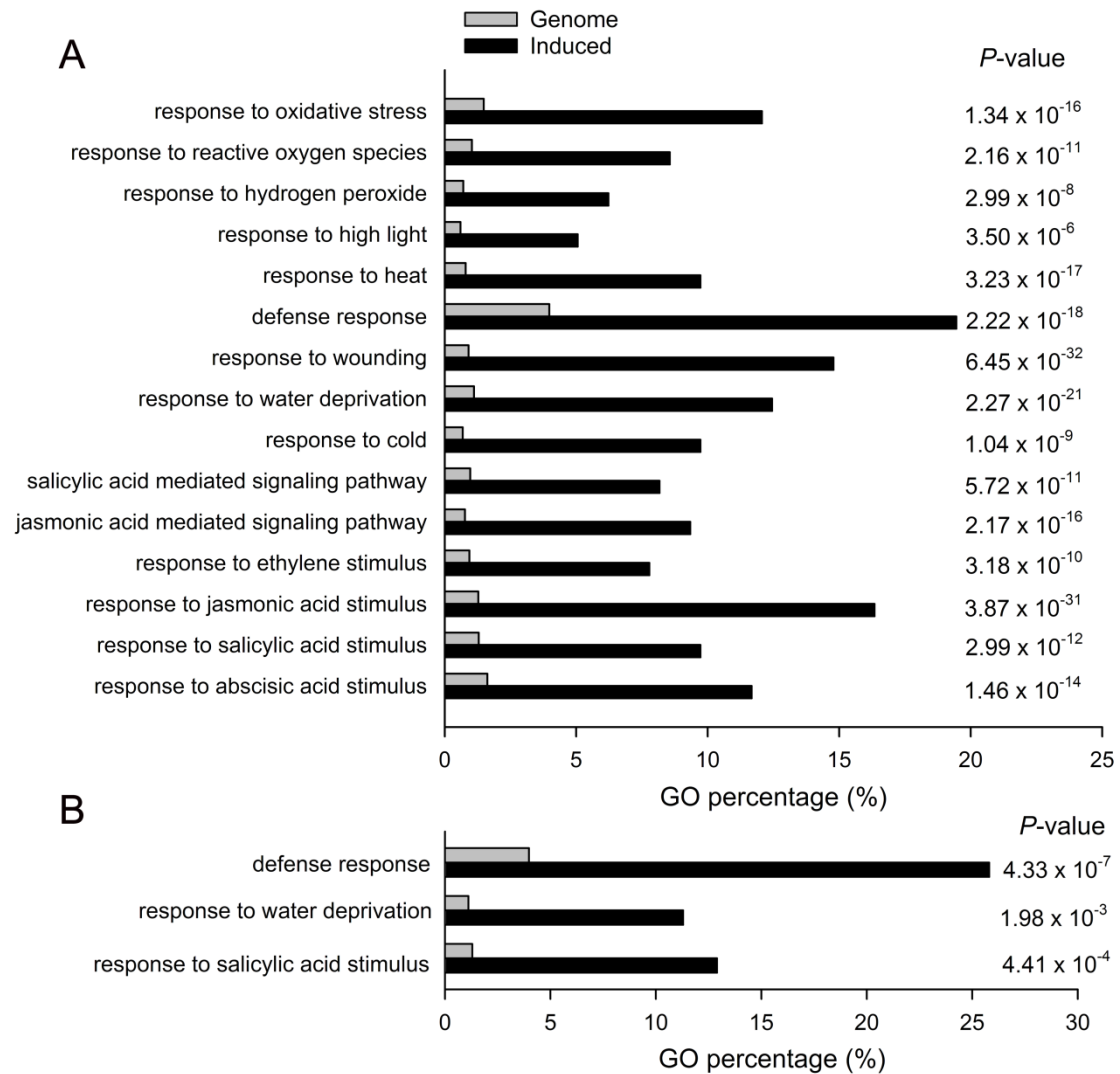 Genome
Induced
A
P-value
response to oxidative stress 1.34 x 10⁻¹⁶
response to reactive oxygen species 2.16 x 10⁻¹¹
response to hydrogen peroxide 2.99 x 10⁻⁸
response to high light 3.50 x 10⁻⁶
response to heat 3.23 x 10⁻¹⁷
defense response 2.22 x 10⁻¹⁸
response to wounding 6.45 x 10⁻³²
response to water deprivation 2.27 x 10⁻²¹
response to cold 1.04 x 10⁻⁹
salicylic acid mediated signaling pathway 5.72 x 10⁻¹¹
jasmonic acid mediated signaling pathway 2.17 x 10⁻¹⁶
response to ethylene stimulus 3.18 x 10⁻¹⁰
response to jasmonic acid stimulus 3.87 x 10⁻³¹
response to salicylic acid stimulus 2.99 x 10⁻¹²
response to abscisic acid stimulus 1.46 x 10⁻¹⁴
0 5 10 15 20 25
GO percentage (%)
B
P-value
defense response 4.33 x 10⁻⁷
response to water deprivation 1.98 x 10⁻³
response to salicylic acid stimulus 4.41 x 10⁻⁴
0 5 10 15 20 25 30
GO percentage (%)